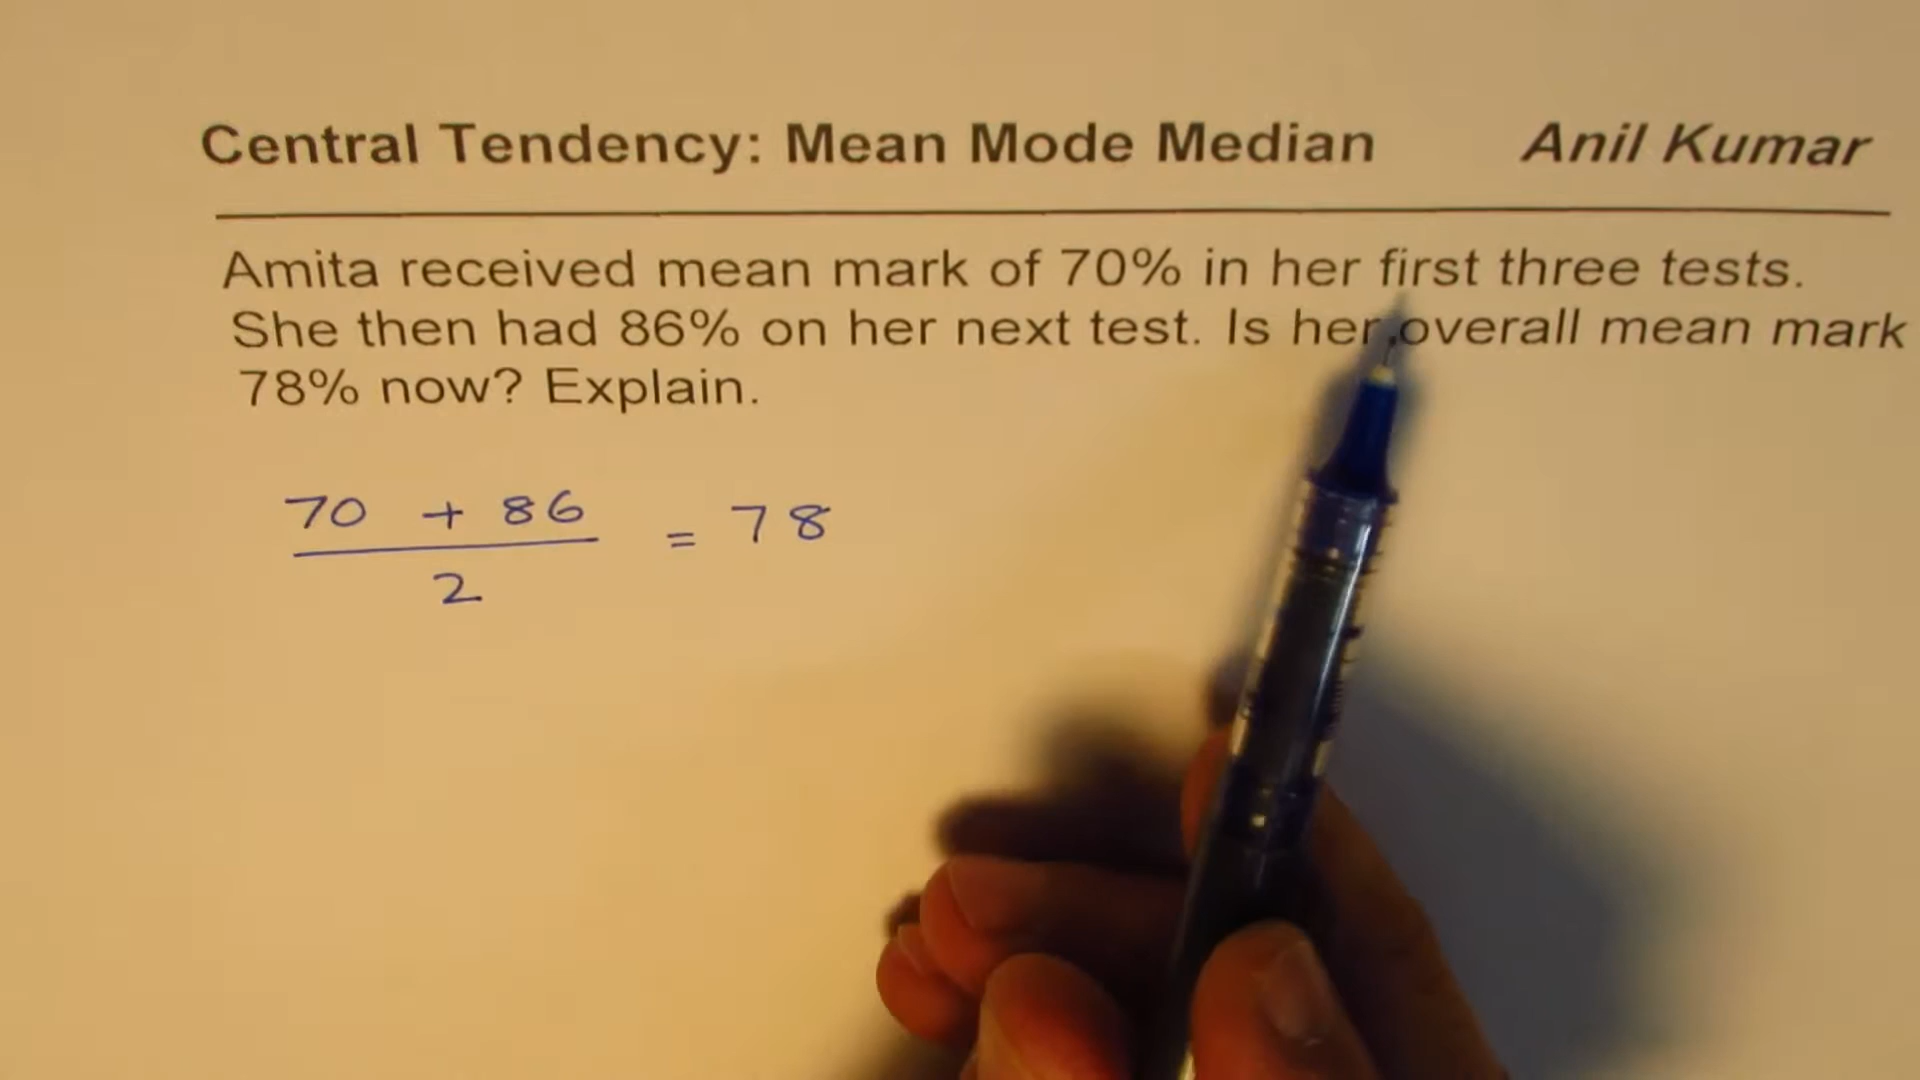 Central Tendency: Mean Mode Median Anil Kumar
Amita received mean mark of 70% in her first three tests.
She then had 86% on her next test. Is her overall mean mark
78% now? Explain.
70 + 86
= 78
2